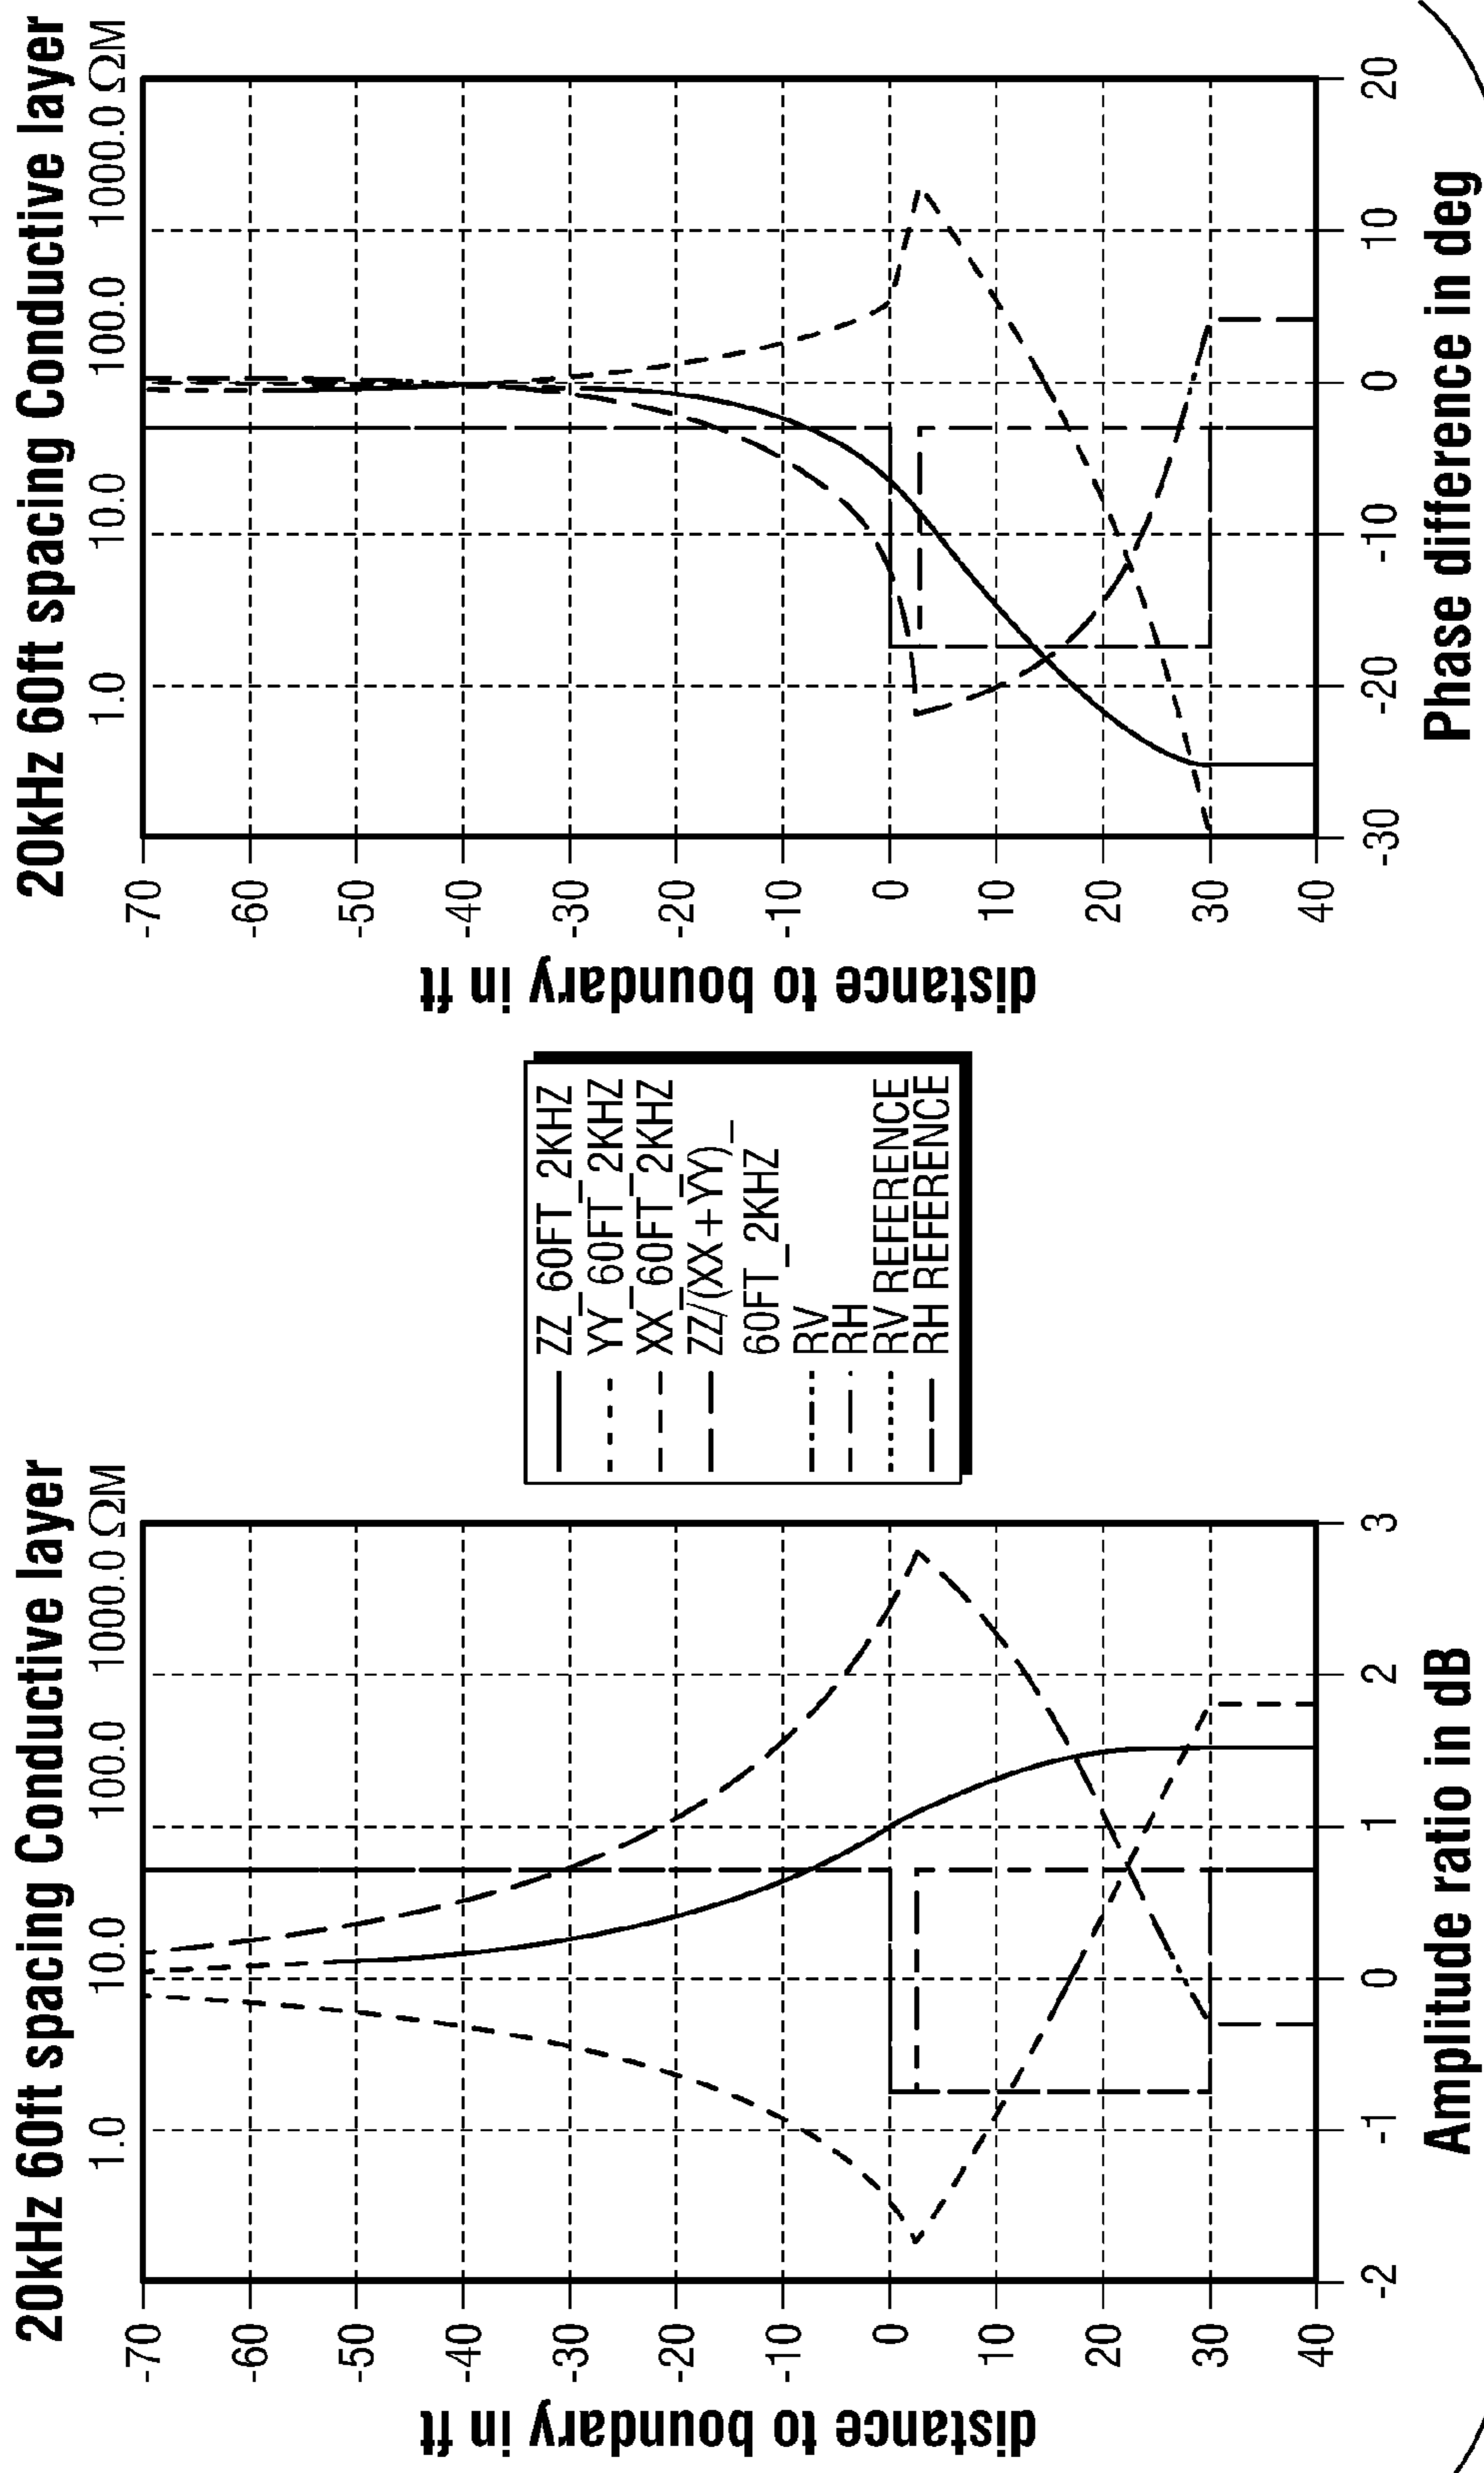 20kHz 60ft spacing Conductive layer
1.0 10.0 100.0 1000.0 ΩM
-70
-60
-50
-40
-30
-20
-10
0
10
20
30
40
distance to boundary in ft
-2 -1 0 1 2 3
Amplitude ratio in dB
ZZ_60FT_2KHZ
YY_60FT_2KHZ
XX_60FT_2KHZ
ZZ/(XX+YY)_
60FT_2KHZ
RV
RH
RV REFERENCE
RH REFERENCE
20kHz 60ft spacing Conductive layer
1.0 10.0 100.0 1000.0 ΩM
-70
-60
-50
-40
-30
-20
-10
0
10
20
30
40
distance to boundary in ft
-30 -20 -10 0 10 20
Phase difference in deg